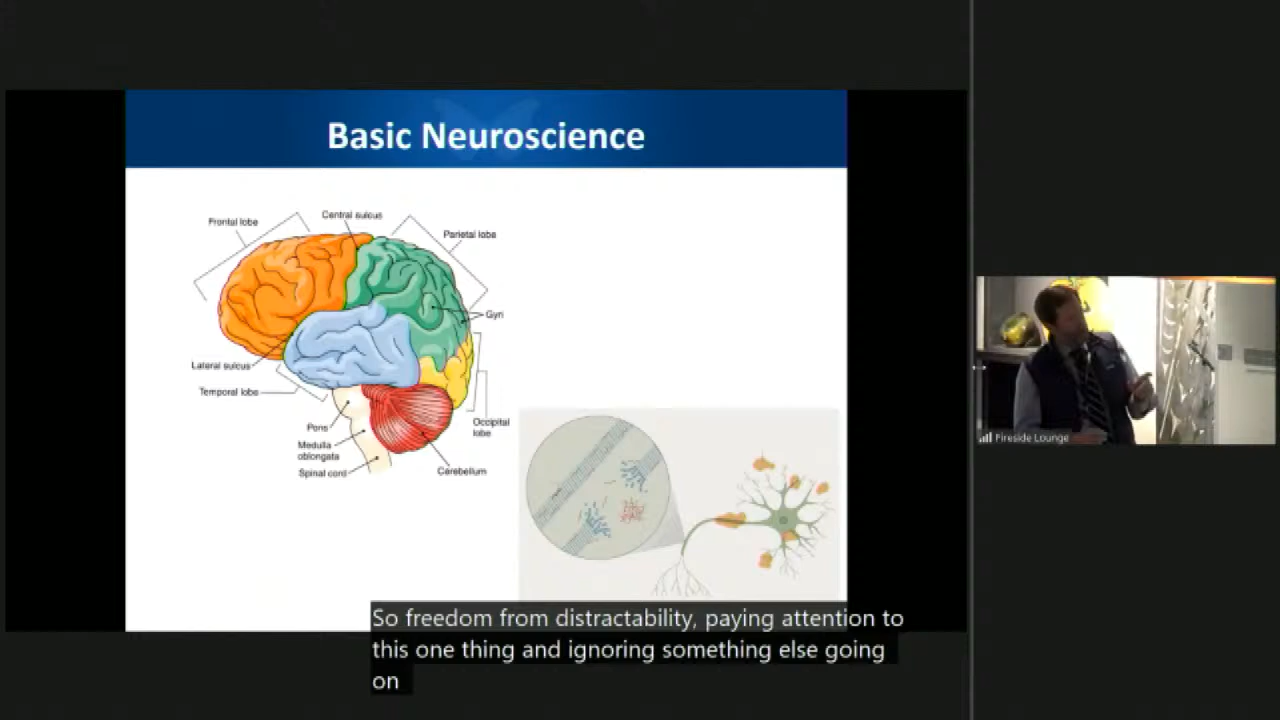 Basic Neuroscience
Frontal lobe
Central sulcus
Parietal lobe
Gyri
Lateral sulcus
Temporal lobe
Pons
Medulla
oblongata
Spinal cord
Occipital
lobe
Cerebellum
Fireside Lounge
So freedom from distractability, paying attention to
this one thing and ignoring something else going
on